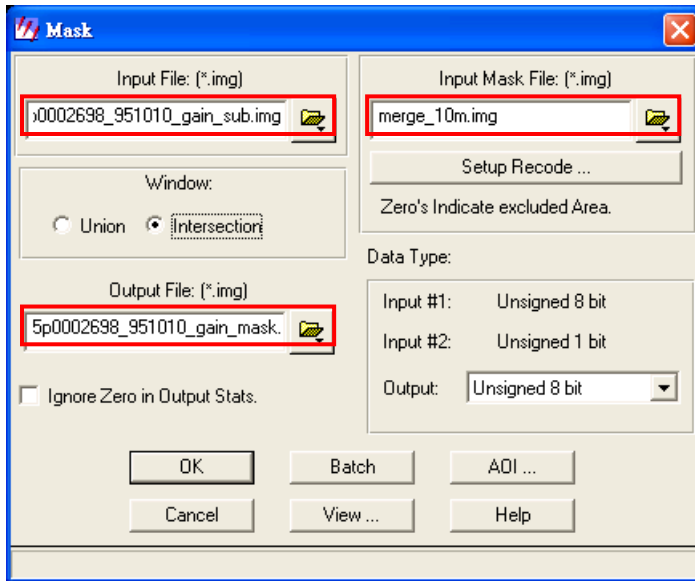 Mask
Input File: (*.img)
0002698_951010_gain_sub.img
Window:
Union
Intersection
Output File: (*.img)
5p0002698_951010_gain_mask.
Ignore Zero in Output Stats.
Input Mask File: (*.img)
merge_10m.img
Setup Recode ...
Zero's Indicate excluded Area.
Data Type:
Input #1: Unsigned 8 bit
Input #2: Unsigned 1 bit
Output: Unsigned 8 bit
OK Batch AOI ...
Cancel View ... Help